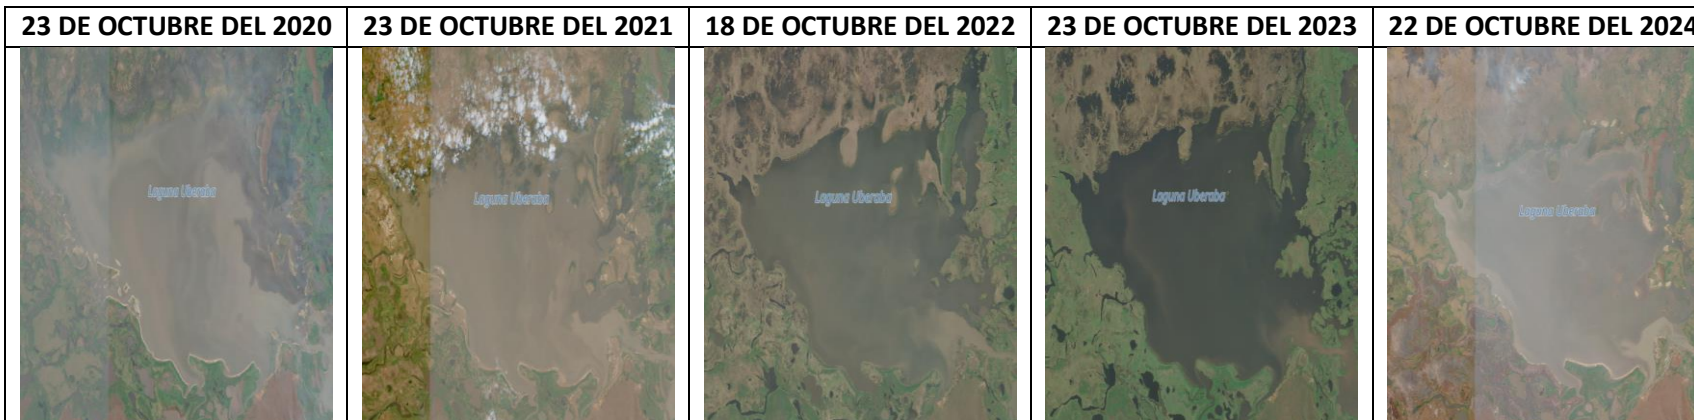 23 DE OCTUBRE DEL 2020
23 DE OCTUBRE DEL 2021
18 DE OCTUBRE DEL 2022
23 DE OCTUBRE DEL 2023
22 DE OCTUBRE DEL 2024
Laguna Uberaba
Laguna Uberaba
Laguna Uberaba
Laguna Uberaba
Laguna Uberaba